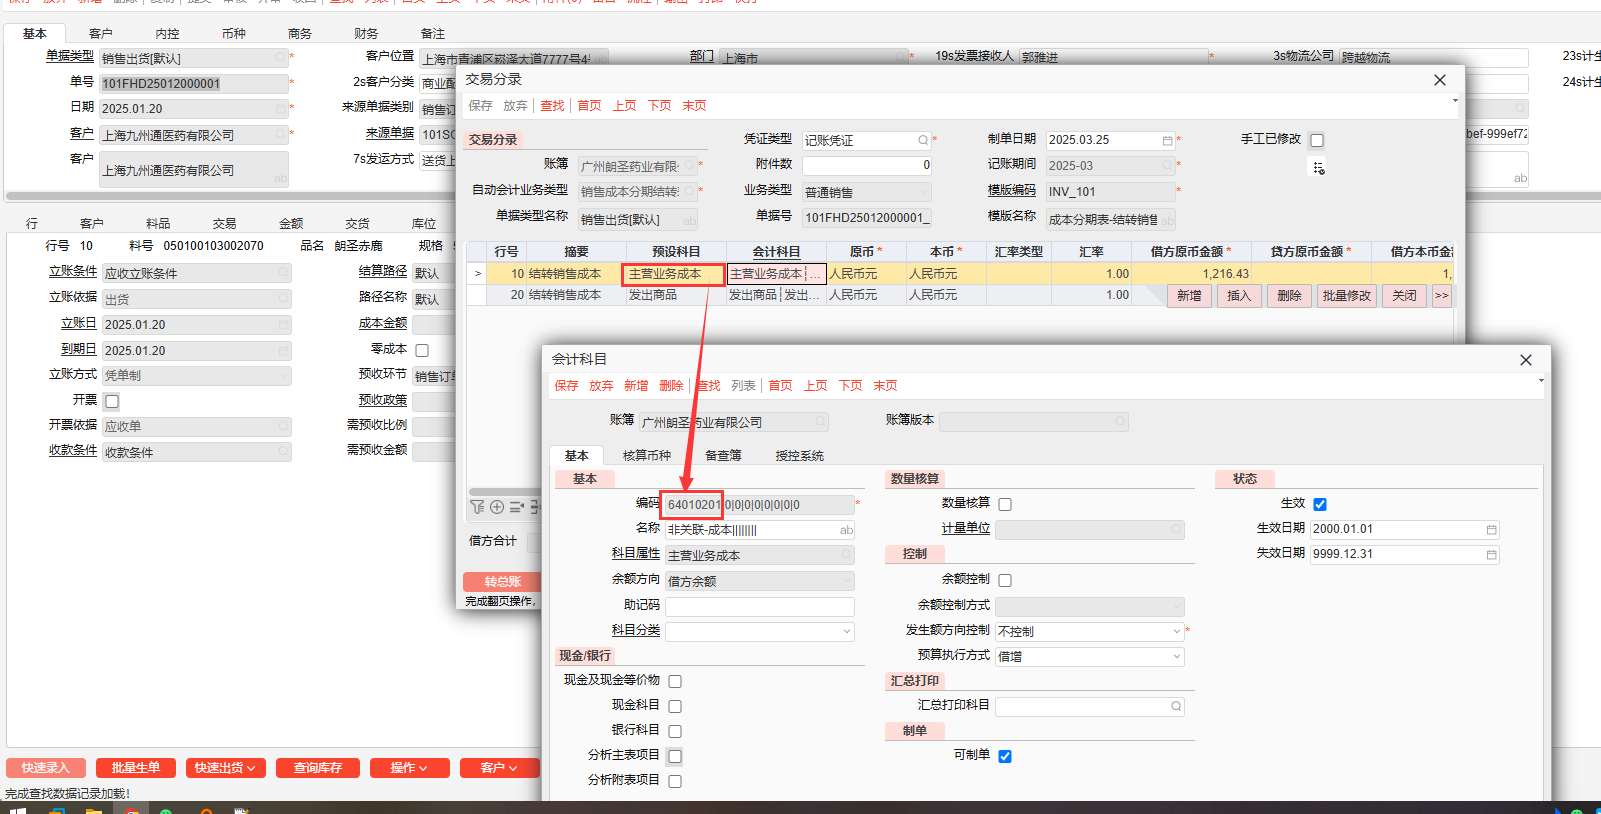 基本 客户 内控 币种 商务 财务 备注
单据类型 销售出货[默认] * 客户位置 上海市青浦区崧泽大道7777号4 部门 上海市 * 19s发票接收人 郭雅进 * 3s物流公司 跨越物流 23s计生
单号 101FHD25012000001 * 2s客户分类 商业配 24s计生
日期 2025.01.20 * 来源单据类别 销售订
客户 上海九州通医药有限公司 * 来源单据 101SO bef-999ef72
客户 上海九州通医药有限公司 ab 7s发运方式 送货上 ab
行 客户 料品 交易 金额 交货 库位
行号 10 料号 050100103002070 品名 朗圣赤鹿 规格
立账条件 应收立账条件 结算路径 默认
立账依据 出货 路径名称 默认
立账日 2025.01.20 成本金额
到期日 2025.01.20 零成本
立账方式 凭单制 预收环节 销售订单
开票 预收政策
开票依据 应收单 需预收比例
收款条件 收款条件 需预收金额
快速录入 批量生单 快速出货 查询库存 操作 客户
完成查找数据记录加载!
交易分录
保存 放弃 查找 首页 上页 下页 末页
交易分录 凭证类型 记账凭证 * 制单日期 2025.03.25 * 手工已修改
账簿 广州朗圣药业有限 * 附件数 0 记账期间 2025-03 *
自动会计业务类型 销售成本分期结转 * 业务类型 普通销售 模版编码 INV_101 *
单据类型名称 销售出货[默认] ab 单据号 101FHD25012000001_ 模版名称 成本分期表-结转销售 ab
行号 摘要 预设科目 会计科目 原币 * 本币 * 汇率类型 汇率 借方原币金额 * 贷方原币金额 * 借方本币金
> 10 结转销售成本 主营业务成本 主营业务成本¦... 人民币元 人民币元 1.00 1,216.43 1,
20 结转销售成本 发出商品 发出商品¦发出... 人民币元 人民币元 1.00 新增 插入 删除 批量修改 关闭 >>
借方合计
转总账
完成翻页操作,
会计科目
保存 放弃 新增 删除 查找 列表 首页 上页 下页 末页
账簿 广州朗圣药业有限公司 账簿版本
基本 核算币种 备查簿 授控系统
基本 数量核算 状态
编码 64010201|0|0|0|0|0|0|0|0 * 数量核算 生效
名称 非关联-成本|||||||| ab 计量单位 生效日期 2000.01.01
科目属性 主营业务成本 控制 失效日期 9999.12.31
余额方向 借方余额 余额控制
助记码 余额控制方式
科目分类 发生额方向控制 不控制 *
现金/银行 预算执行方式 借增
现金及现金等价物 汇总打印
现金科目 汇总打印科目
银行科目 制单
分析主表项目 可制单
分析附表项目